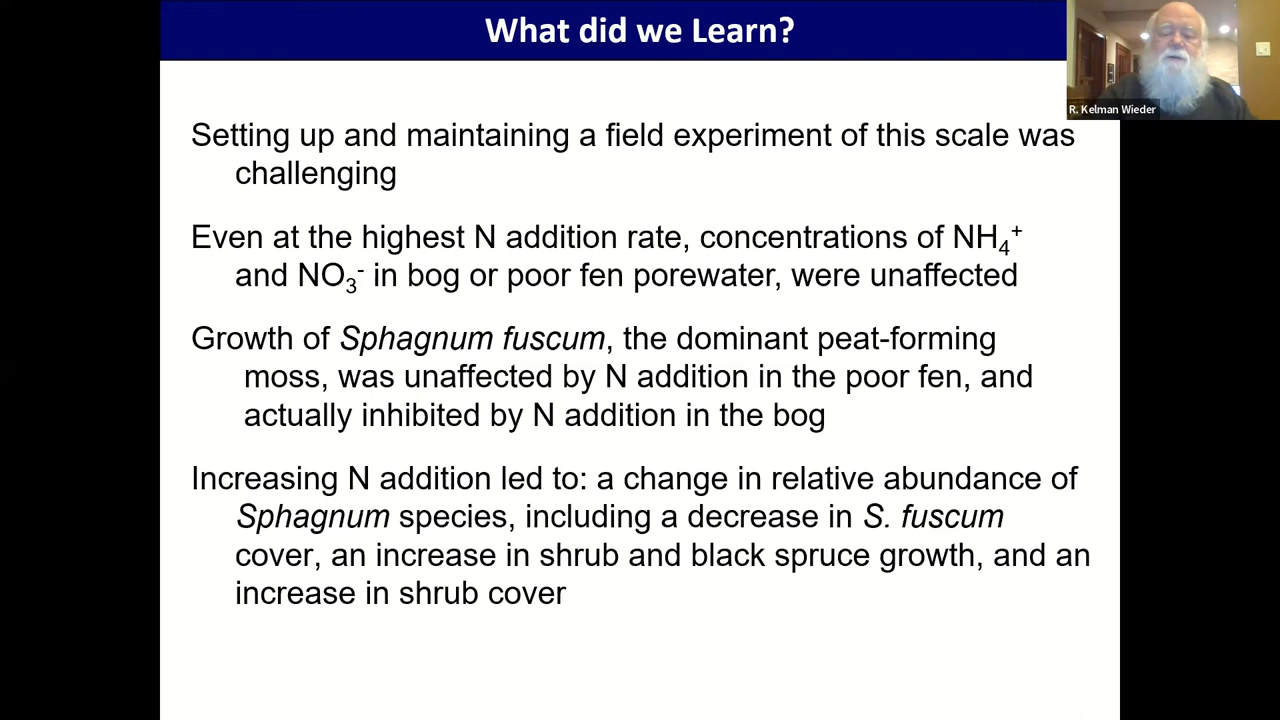 What did we Learn?
R. Kelman Wieder
Setting up and maintaining a field experiment of this scale was
challenging
Even at the highest N addition rate, concentrations of NH₄⁺
and NO₃⁻ in bog or poor fen porewater, were unaffected
Growth of Sphagnum fuscum, the dominant peat-forming
moss, was unaffected by N addition in the poor fen, and
actually inhibited by N addition in the bog
Increasing N addition led to: a change in relative abundance of
Sphagnum species, including a decrease in S. fuscum
cover, an increase in shrub and black spruce growth, and an
increase in shrub cover